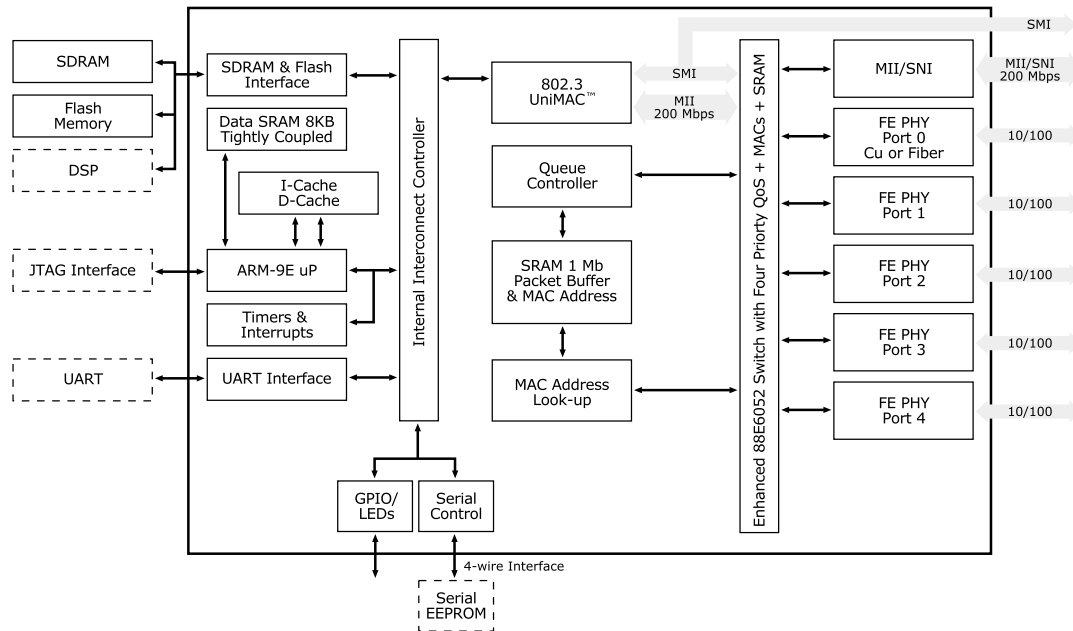 SMI
SDRAM
SDRAM & Flash
Interface
802.3
UniMAC™
SMI
MII/SNI
MII/SNI
200 Mbps
MII
200 Mbps
Flash
Memory
Data SRAM 8KB
Tightly Coupled
FE PHY
Port 0
Cu or Fiber
10/100
DSP
I-Cache
D-Cache
Queue
Controller
FE PHY
Port 1
10/100
JTAG Interface
ARM-9E uP
Internal Interconnect Controller
SRAM 1 Mb
Packet Buffer
& MAC Address
Enhanced 88E6052 Switch with Four Priorty QoS + MACs + SRAM
FE PHY
Port 2
10/100
Timers &
Interrupts
FE PHY
Port 3
10/100
UART
UART Interface
MAC Address
Look-up
FE PHY
Port 4
10/100
GPIO/
LEDs
Serial
Control
4-wire Interface
Serial
EEPROM